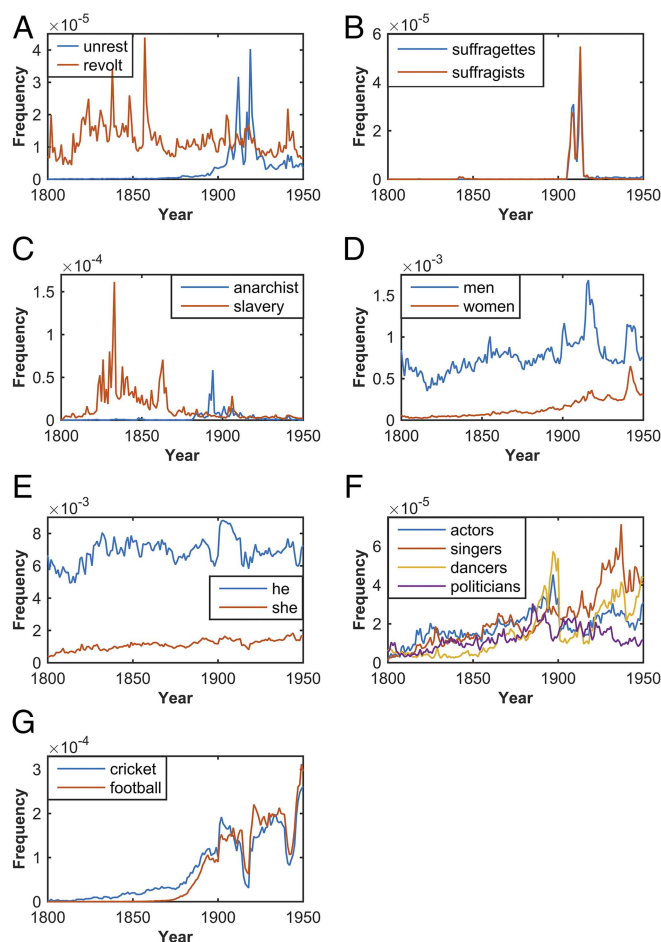 A
×10⁻⁵
unrest
revolt
4
3
2
1
0
Frequency
1800
1850
1900
1950
Year
B
6
×10⁻⁵
suffragettes
suffragists
4
2
0
Frequency
1800
1850
1900
1950
Year
C
×10⁻⁴
anarchist
slavery
1.5
1
0.5
0
Frequency
1800
1850
1900
1950
Year
D
×10⁻³
men
women
1.5
1
0.5
0
Frequency
1800
1850
1900
1950
Year
E
×10⁻³
8
6
4
2
0
he
she
Frequency
1800
1850
1900
1950
Year
F
×10⁻⁵
actors
singers
dancers
politicians
6
4
2
0
Frequency
1800
1850
1900
1950
Year
G
×10⁻⁴
cricket
football
3
2
1
0
Frequency
1800
1850
1900
1950
Year